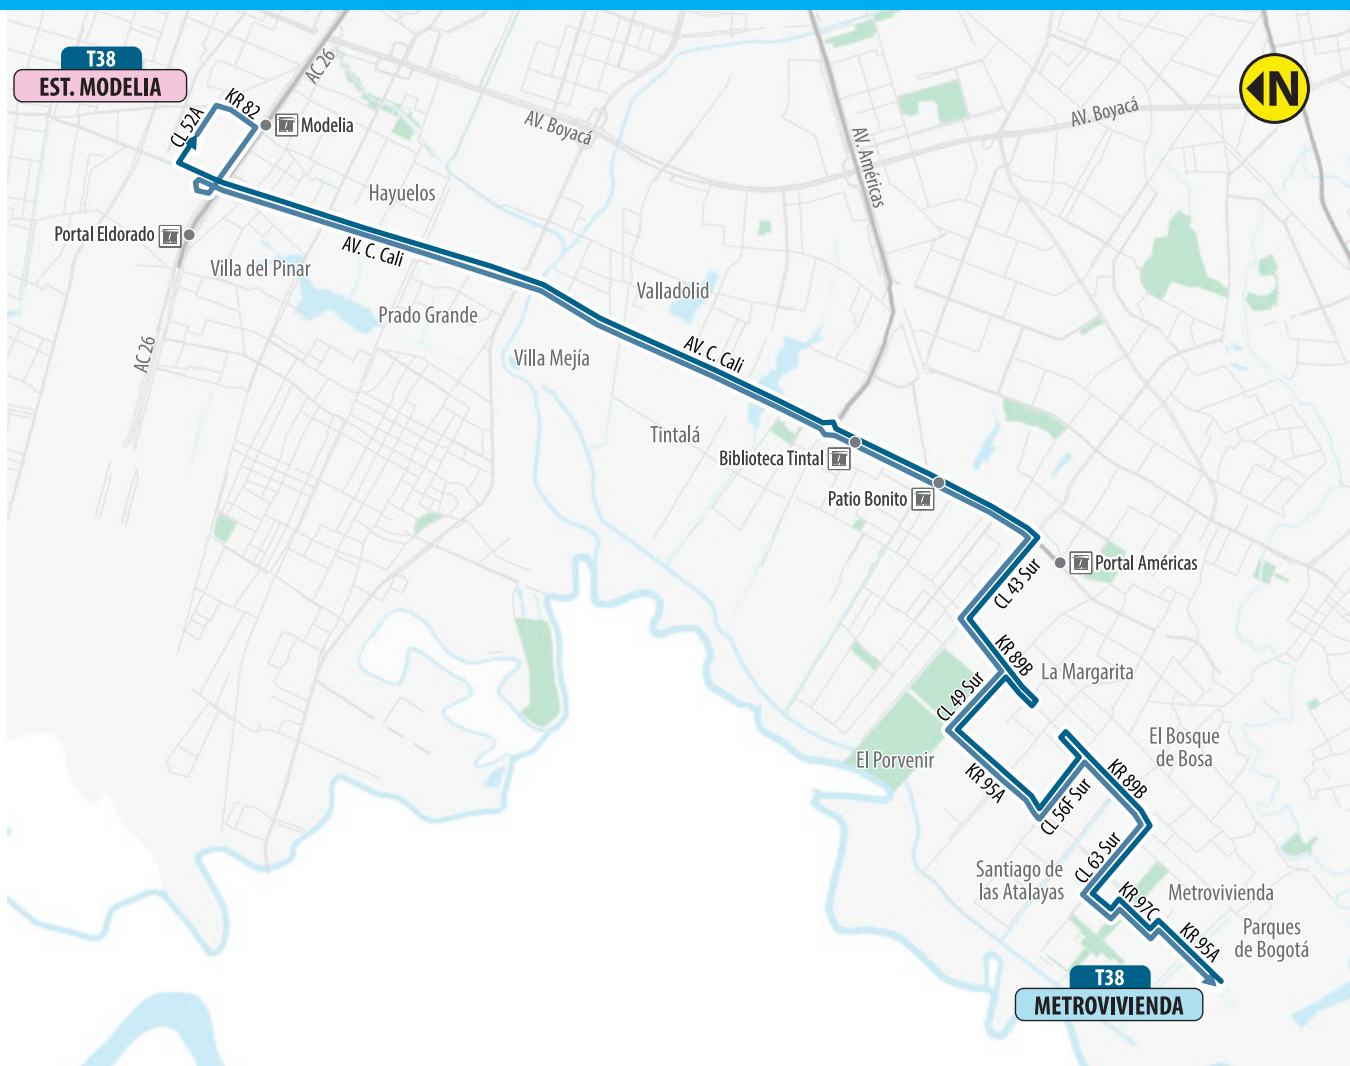 T38
EST. MODELIA
AC 26
N
KR 82
CL 52A
Modelia
AV. Boyacá
AV. Américas
AV. Boyacá
Hayuelos
Portal Eldorado
AV. C. Cali
Villa del Pinar
Valladolid
Prado Grande
AC 26
Villa Mejía
AV. C. Cali
Tintalá
Biblioteca Tintal
Patio Bonito
Portal Américas
CL 43 Sur
KR 89B
La Margarita
CL 49 Sur
El Bosque
de Bosa
El Porvenir
KR 95A
KR 89B
CL 56F Sur
CL 63 Sur
Santiago de
las Atalayas
KR 97C
Metrovivienda
KR 95A
Parques
de Bogotá
T38
METROVIVIENDA